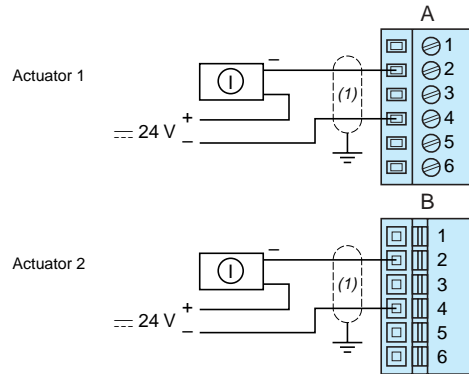 A
Actuator 1
I
–
(1)
+
⎓ 24 V
–
1
2
3
4
5
6
B
Actuator 2
I
–
(1)
+
⎓ 24 V
–
1
2
3
4
5
6